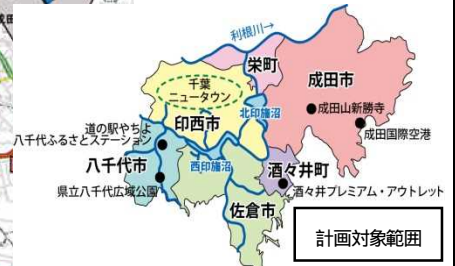 利根川→
栄町
成田市
千葉
ニュータウン
北印旛沼
成田山新勝寺
印西市
成田国際空港
道の駅やちよ
八千代ふるさとステーション
八千代市
西印旛沼
酒々井町
県立八千代広域公園
酒々井プレミアム・アウトレット
佐倉市
計画対象範囲